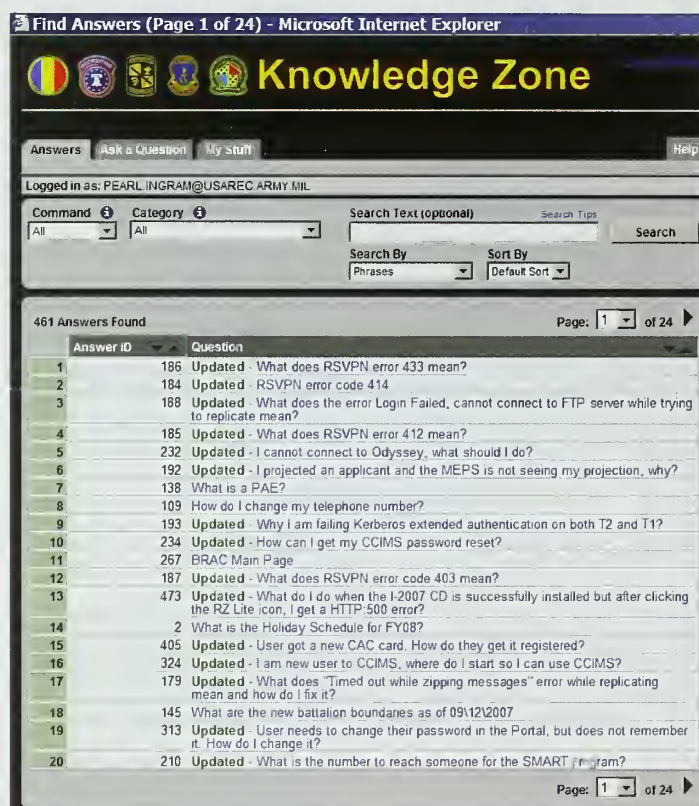 Find Answers (Page 1 of 24) - Microsoft Internet Explorer
Knowledge Zone
Answers Ask a Question My Stuff Help
Logged in as: PEARL.INGRAM@USAREC.ARMY.MIL
Command Category Search Text (optional) Search Tips
All All Search
Search By Sort By
Phrases Default Sort
461 Answers Found Page: 1 of 24
Answer ID Question
1 186 Updated - What does RSVPN error 433 mean?
2 184 Updated - RSVPN error code 414
3 188 Updated - What does the error Login Failed, cannot connect to FTP server while trying
to replicate mean?
4 185 Updated - What does RSVPN error 412 mean?
5 232 Updated - I cannot connect to Odyssey, what should I do?
6 192 Updated - I projected an applicant and the MEPS is not seeing my projection, why?
7 138 What is a PAE?
8 109 How do I change my telephone number?
9 193 Updated - Why I am failing Kerberos extended authentication on both T2 and T1?
10 234 Updated - How can I get my CCIMS password reset?
11 267 BRAC Main Page
12 187 Updated - What does RSVPN error code 403 mean?
13 473 Updated - What do I do when the I-2007 CD is successfully installed but after clicking
the RZ Lite icon, I get a HTTP:500 error?
14 2 What is the Holiday Schedule for FY08?
15 405 Updated - User got a new CAC card. How do they get it registered?
16 324 Updated - I am new user to CCIMS, where do I start so I can use CCIMS?
17 179 Updated - What does "Timed out while zipping messages" error while replicating
mean and how do I fix it?
18 145 What are the new battalion boundaries as of 09\12\2007
19 313 Updated - User needs to change their password in the Portal, but does not remember
it. How do I change it?
20 210 Updated - What is the number to reach someone for the SMART program?
Page: 1 of 24